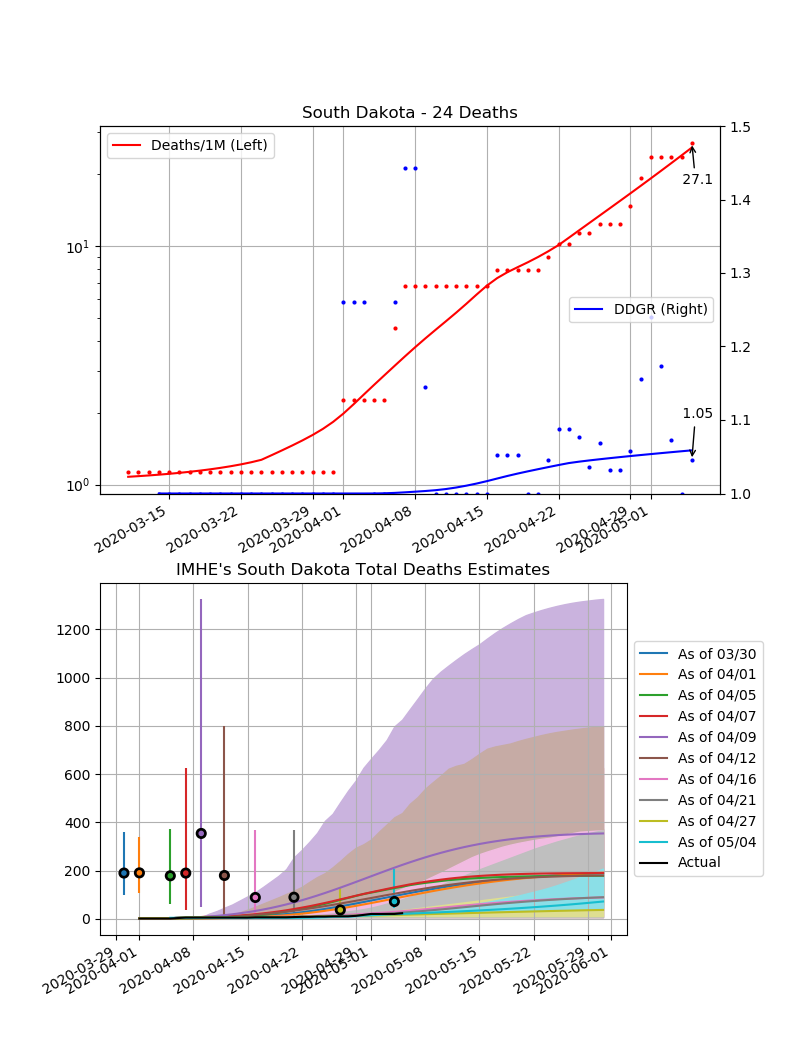 South Dakota - 24 Deaths
Deaths/1M (Left)
DDGR (Right)
27.1
1.05
10^1
10^0
1.5
1.4
1.3
1.2
1.1
1.0
2020-03-15
2020-03-22
2020-03-29
2020-04-01
2020-04-08
2020-04-15
2020-04-22
2020-04-29
2020-05-01
IMHE's South Dakota Total Deaths Estimates
1200
1000
800
600
400
200
0
2020-03-29
2020-04-01
2020-04-08
2020-04-15
2020-04-22
2020-04-29
2020-05-01
2020-05-08
2020-05-15
2020-05-22
2020-05-29
2020-06-01
As of 03/30
As of 04/01
As of 04/05
As of 04/07
As of 04/09
As of 04/12
As of 04/16
As of 04/21
As of 04/27
As of 05/04
Actual